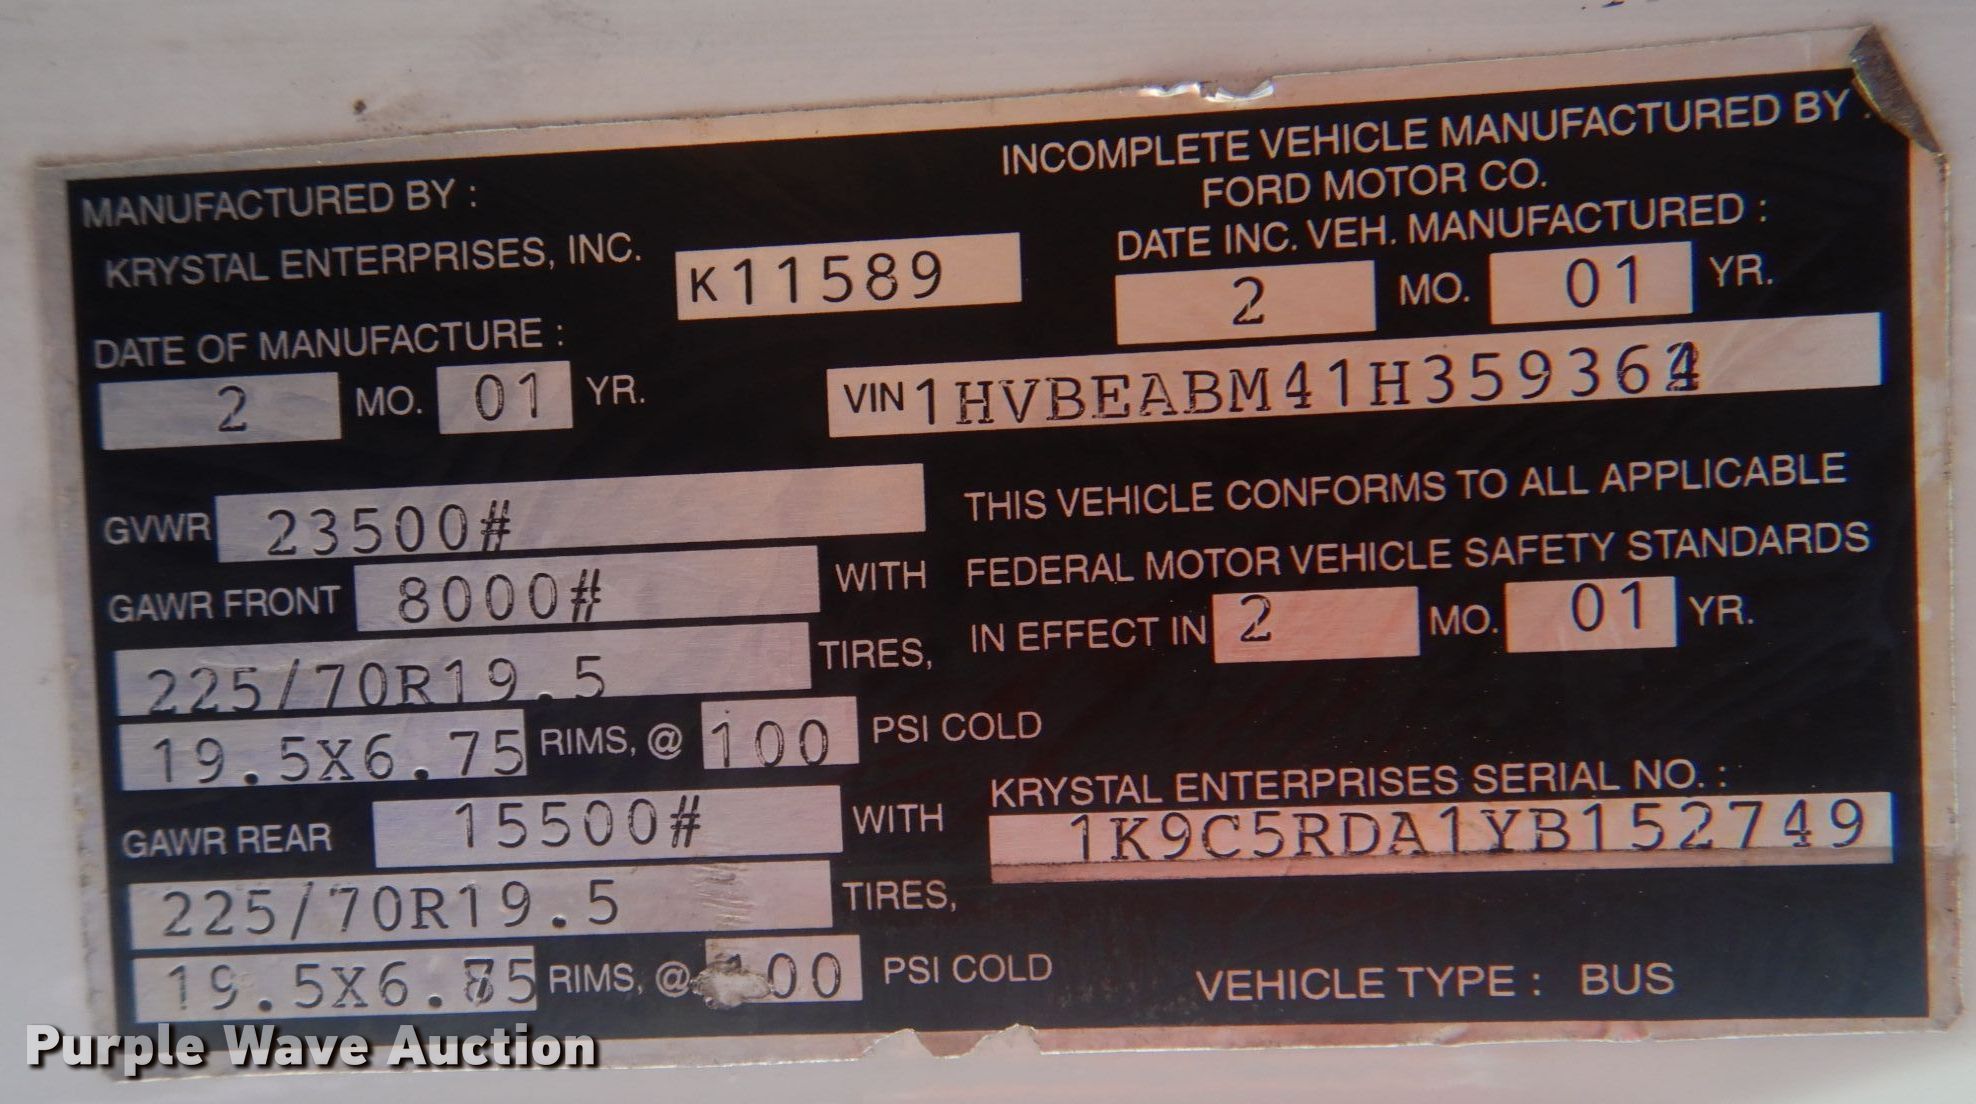 MANUFACTURED BY :
KRYSTAL ENTERPRISES, INC. K11589
DATE OF MANUFACTURE :
2 MO. 01 YR.
INCOMPLETE VEHICLE MANUFACTURED BY :
FORD MOTOR CO.
DATE INC. VEH. MANUFACTURED :
2 MO. 01 YR.
GVWR 23500#
GAWR FRONT 8000# WITH
225/70R19.5 TIRES,
19.5X6.75 RIMS, @ 100 PSI COLD
GAWR REAR 15500# WITH
225/70R19.5 TIRES,
19.5X6.75 RIMS, @ 100 PSI COLD
VIN
THIS VEHICLE CONFORMS TO ALL APPLICABLE
FEDERAL MOTOR VEHICLE SAFETY STANDARDS
IN EFFECT IN 2 MO. 01 YR.
KRYSTAL ENTERPRISES SERIAL NO. :
1K9C5RDA1YB152749
VEHICLE TYPE : BUS
Purple Wave Auction